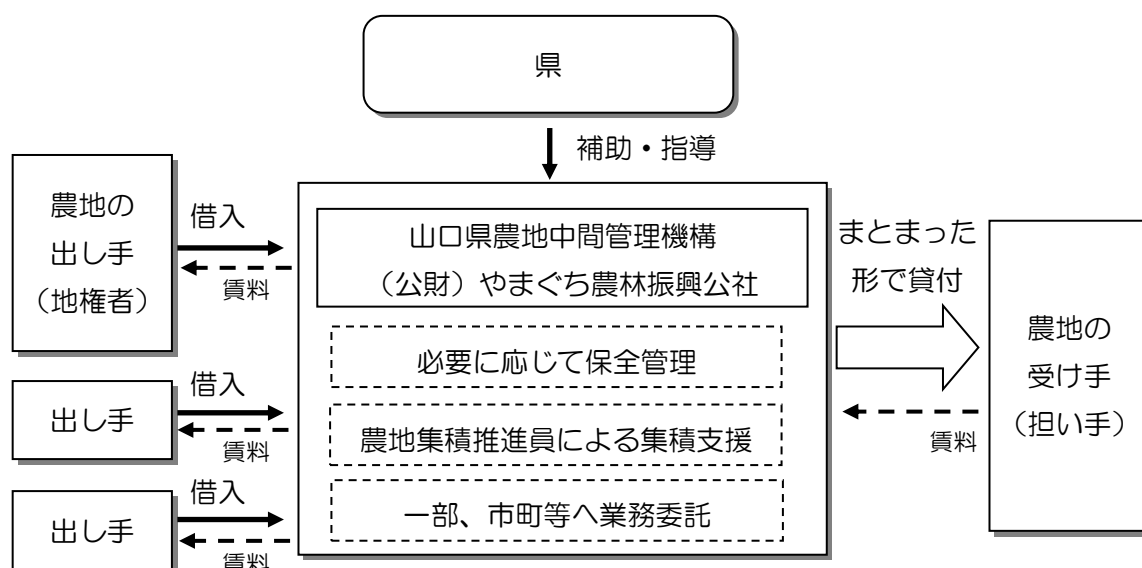 県
補助・指導
農地の
出し手
（地権者）
借入
賃料
出し手
借入
賃料
出し手
借入
賃料
山口県農地中間管理機構
（公財）やまぐち農林振興公社
必要に応じて保全管理
農地集積推進員による集積支援
一部、市町等へ業務委託
まとまった
形で貸付
賃料
農地の
受け手
（担い手）